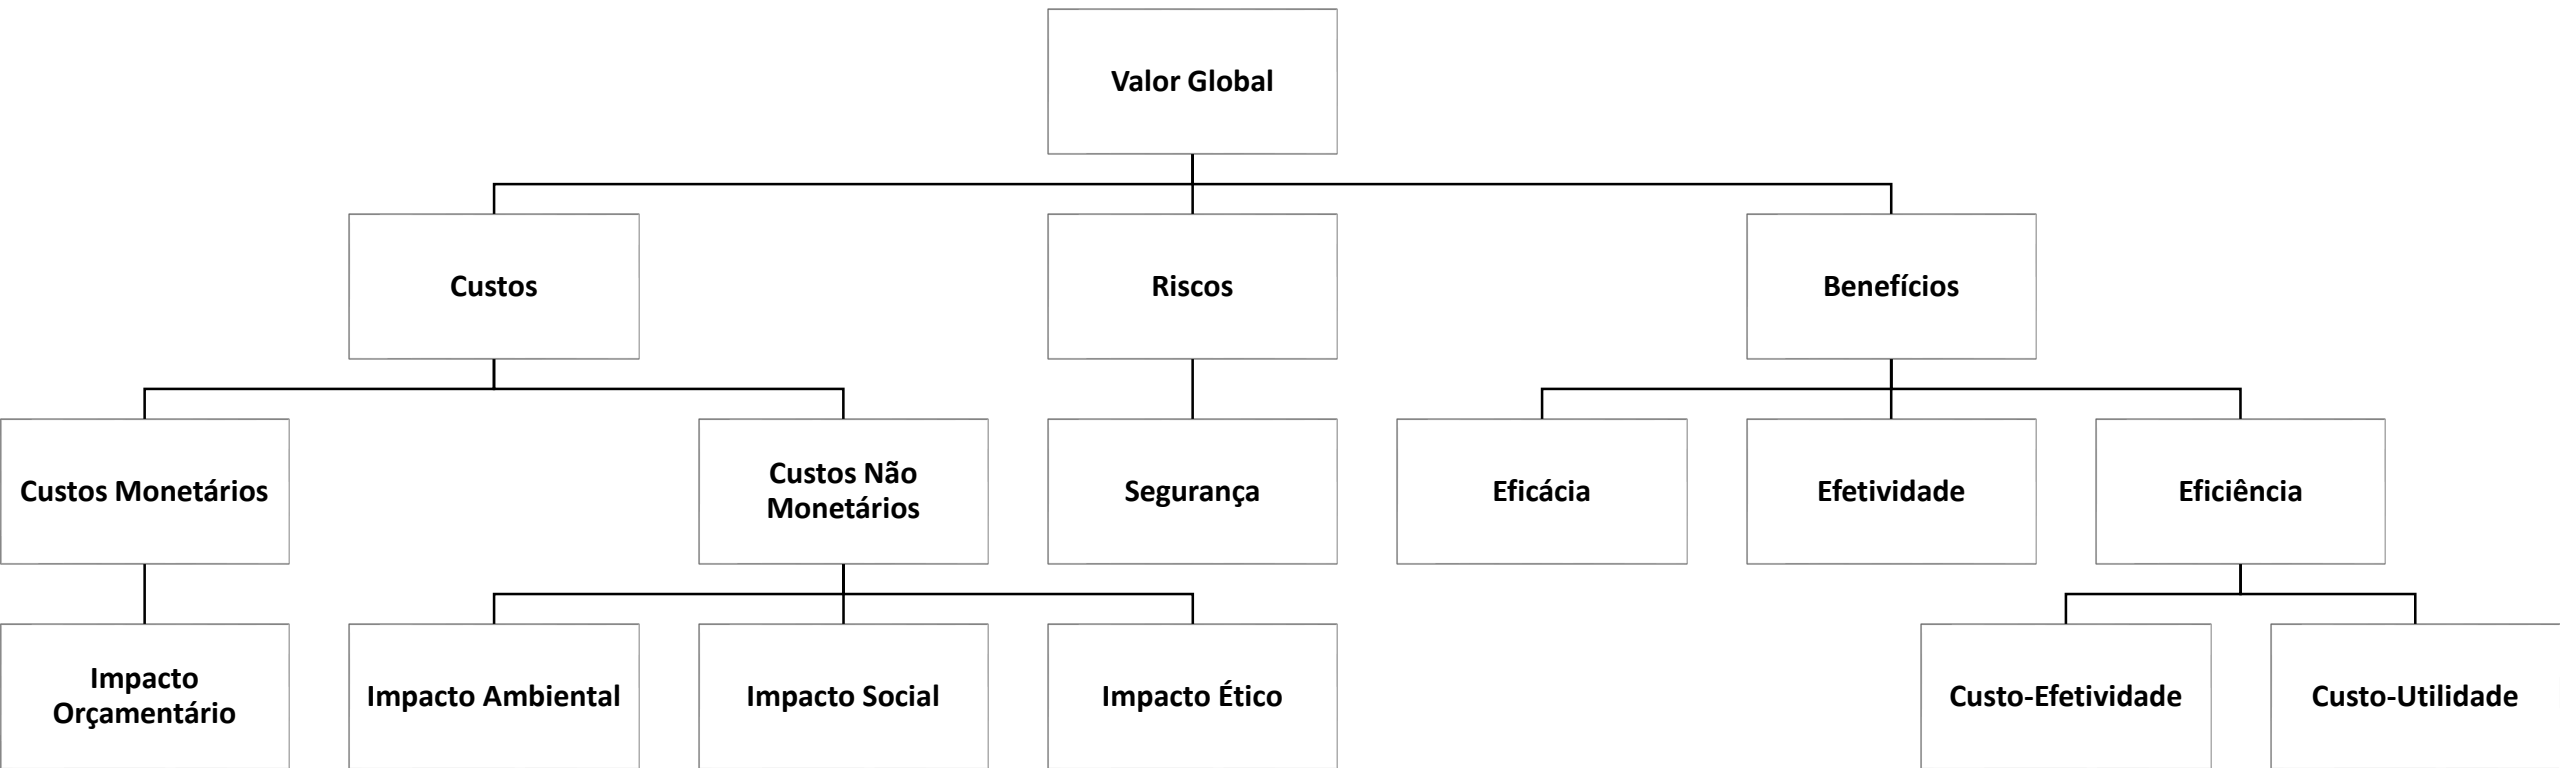 Valor Global
Custos
Riscos
Benefícios
Custos Monetários
Custos Não
Monetários
Segurança
Eficácia
Efetividade
Eficiência
Impacto
Orçamentário
Impacto Ambiental
Impacto Social
Impacto Ético
Custo-Efetividade
Custo-Utilidade